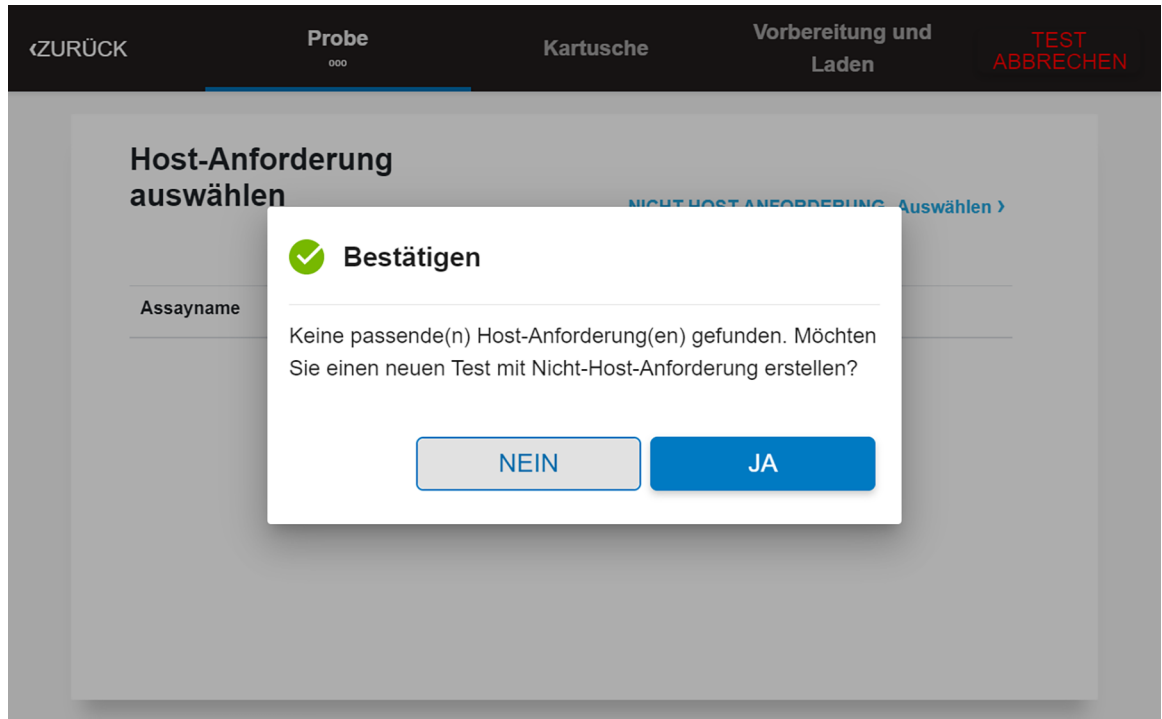 ‹ZURÜCK
Probe
ooo
Kartusche
Vorbereitung und
Laden
TEST
ABBRECHEN
Host-Anforderung
auswählen
NICHT HOST ANFORDERUNG Auswählen ›
Bestätigen
Assayname
Keine passende(n) Host-Anforderung(en) gefunden. Möchten
Sie einen neuen Test mit Nicht-Host-Anforderung erstellen?
NEIN
JA